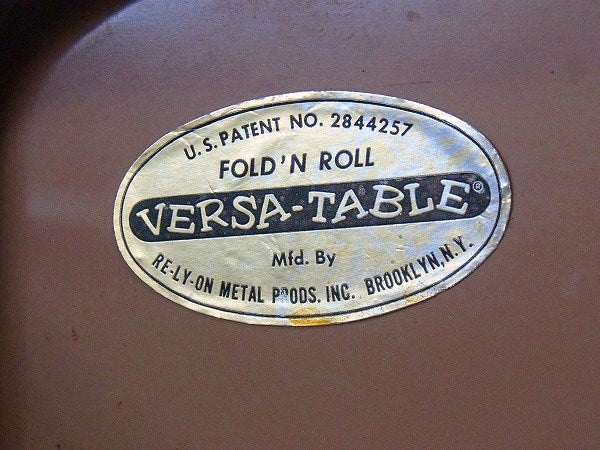 U.S. PATENT NO. 2844257
FOLD'N ROLL
VERSA-TABLE®
Mfd. By
RE-LY-ON METAL PRODS. INC. BROOKLYN, N.Y.